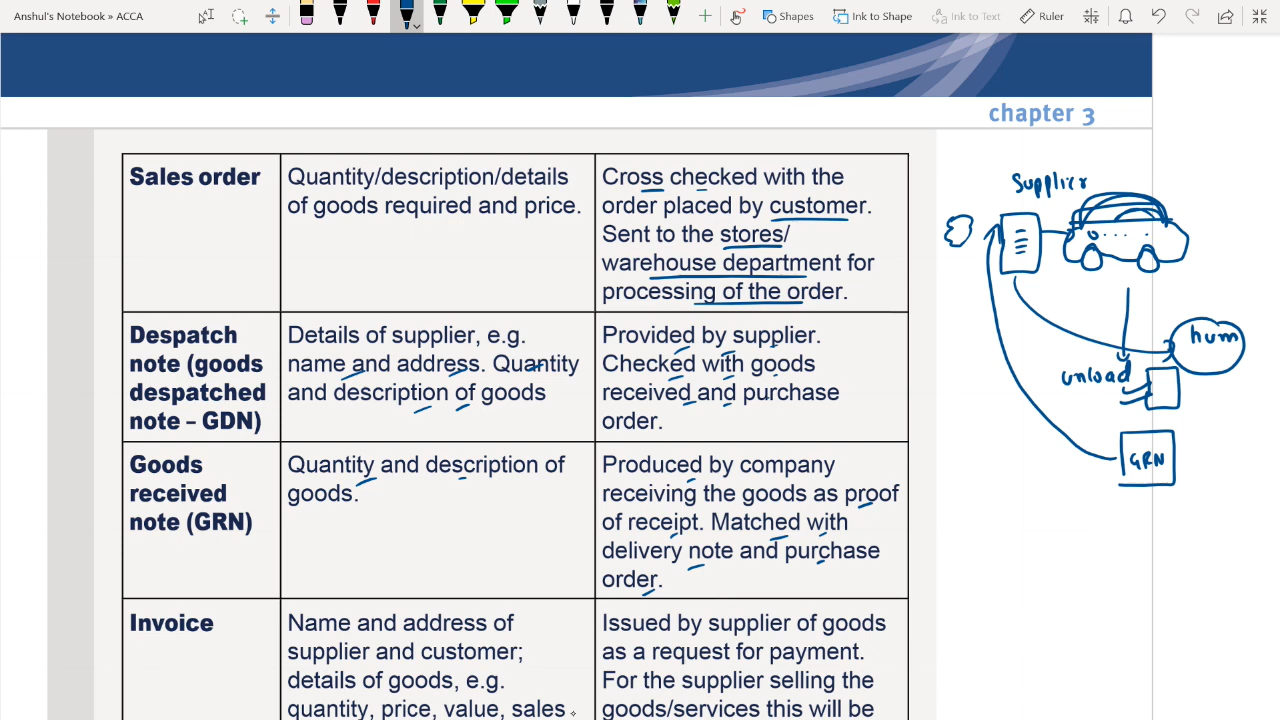 Anshul's Notebook » ACCA
Shapes
Ink to Shape
Ink to Text
Ruler
chapter 3
Sales order
Quantity/description/details
of goods required and price.
Cross checked with the
order placed by customer.
Sent to the stores/
warehouse department for
processing of the order.
Despatch
note (goods
despatched
note – GDN)
Details of supplier, e.g.
name and address. Quantity
and description of goods
Provided by supplier.
Checked with goods
received and purchase
order.
Goods
received
note (GRN)
Quantity and description of
goods.
Produced by company
receiving the goods as proof
of receipt. Matched with
delivery note and purchase
order.
Invoice
Name and address of
supplier and customer;
details of goods, e.g.
quantity, price, value, sales
Issued by supplier of goods
as a request for payment.
For the supplier selling the
goods/services this will be
Supplier
hum
unload
GRN